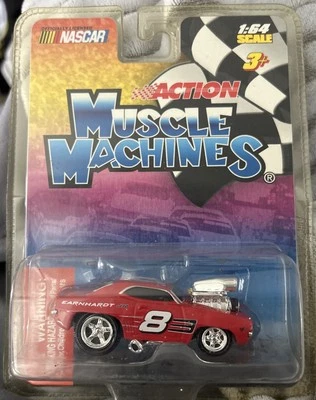 NASCAR
1:64
SCALE
3+
ACTION
MUSCLE
MACHINES
®
EARNHARDT
8
WARNING: